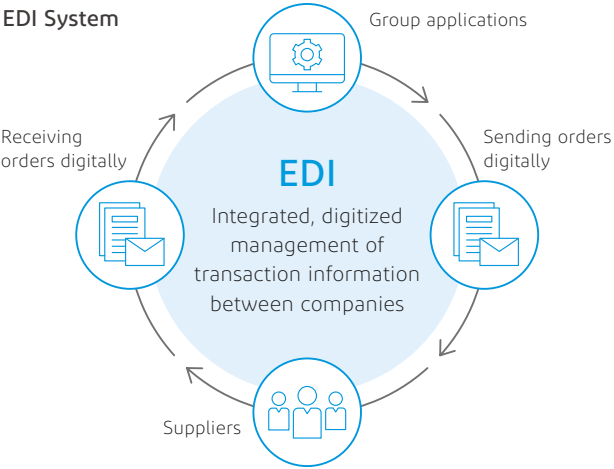 EDI System
Group applications
Receiving
orders digitally
Sending orders
digitally
EDI
Integrated, digitized
management of
transaction information
between companies
Suppliers